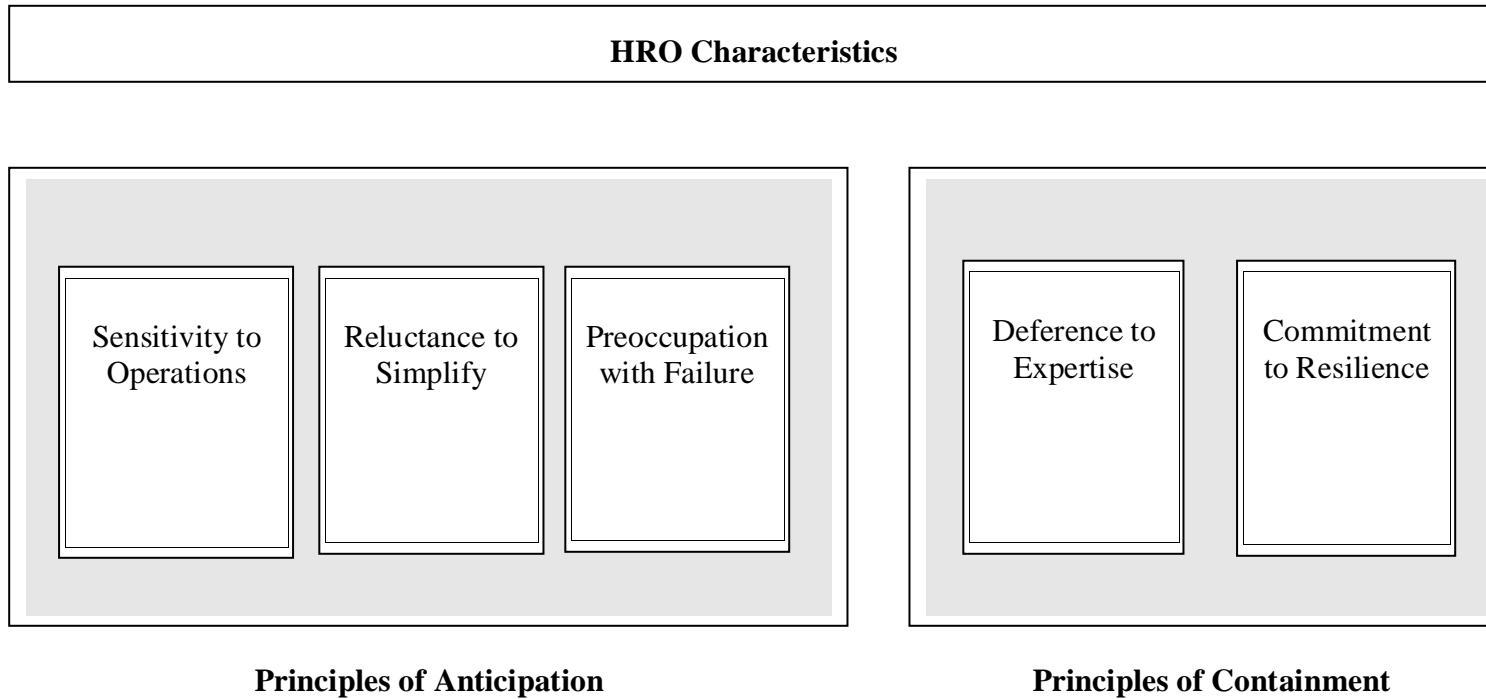 HRO Characteristics
Sensitivity to
Operations
Reluctance to
Simplify
Preoccupation
with Failure
Deference to
Expertise
Commitment
to Resilience
Principles of Anticipation
Principles of Containment